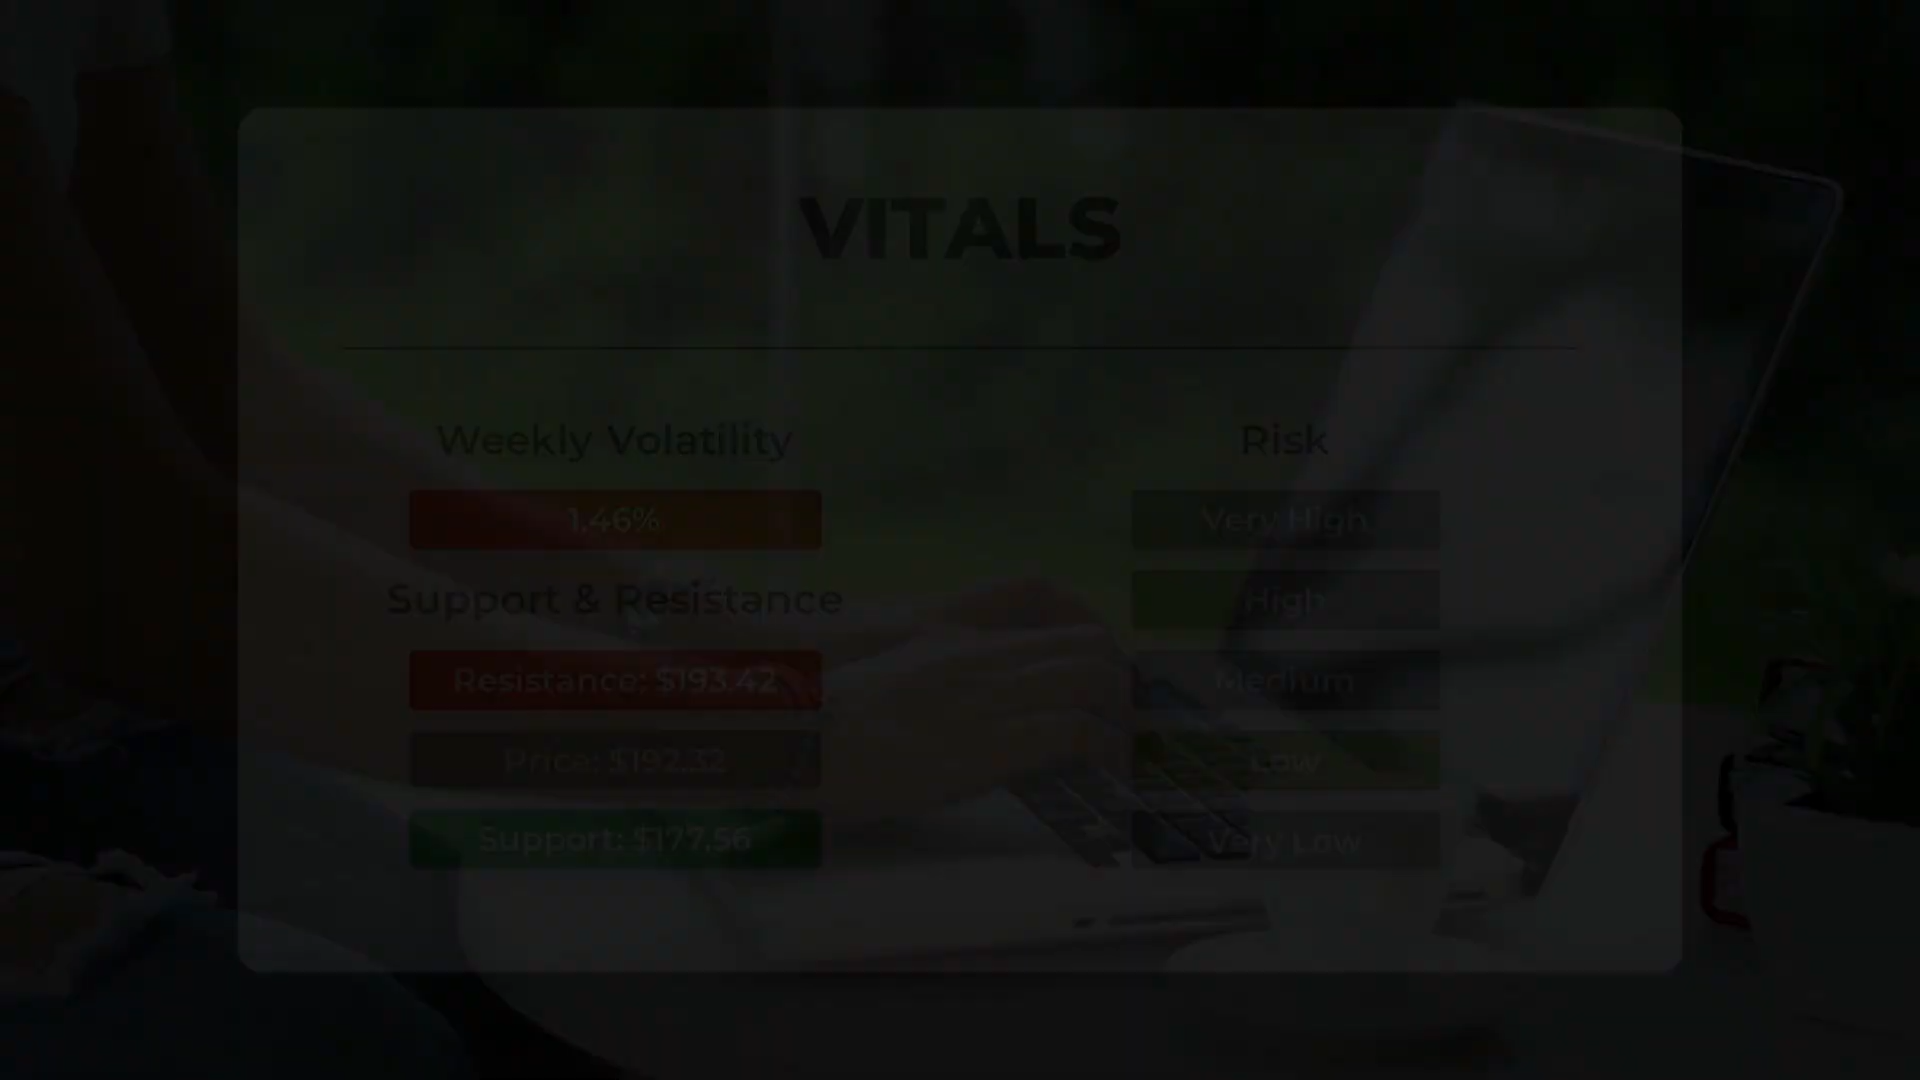 VITALS
Weekly Volatility
1.46%
Support & Resistance
Resistance: $193.42
Price: $192.32
Support: $177.56
Risk
Very High
High
Medium
Low
Very Low